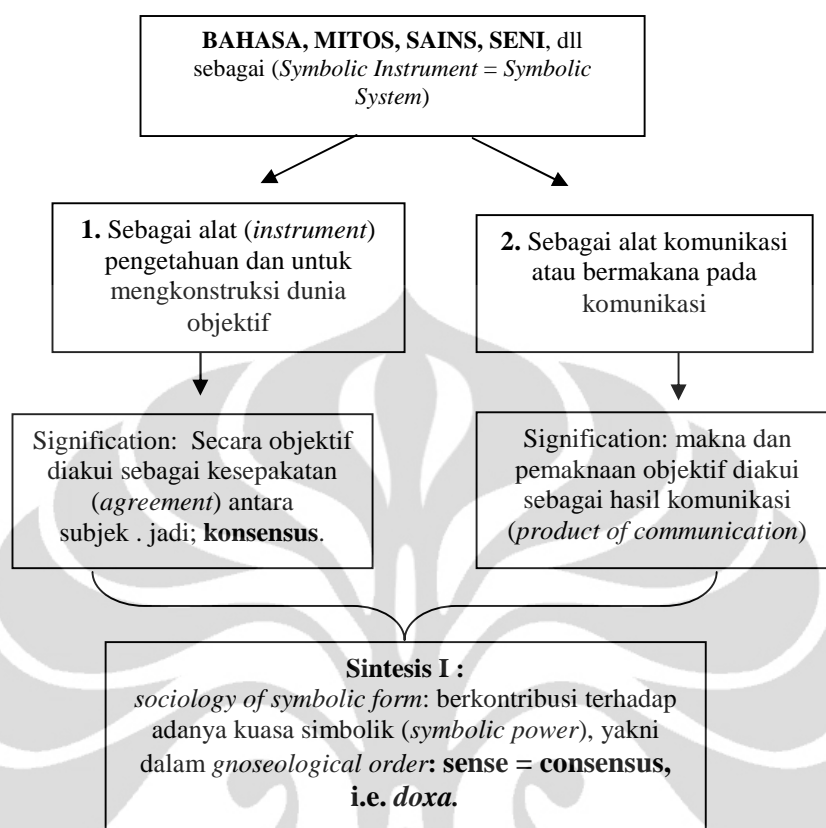 BAHASA, MITOS, SAINS, SENI, dll
sebagai (Symbolic Instrument = Symbolic
System)
1. Sebagai alat (instrument)
pengetahuan dan untuk
mengkonstruksi dunia
objektif
2. Sebagai alat komunikasi
atau bermakana pada
komunikasi
Signification: Secara objektif
diakui sebagai kesepakatan
(agreement) antara
subjek . jadi; konsensus.
Signification: makna dan
pemaknaan objektif diakui
sebagai hasil komunikasi
(product of communication)
Sintesis I :
sociology of symbolic form: berkontribusi terhadap
adanya kuasa simbolik (symbolic power), yakni
dalam gnoseological order: sense = consensus,
i.e. doxa.